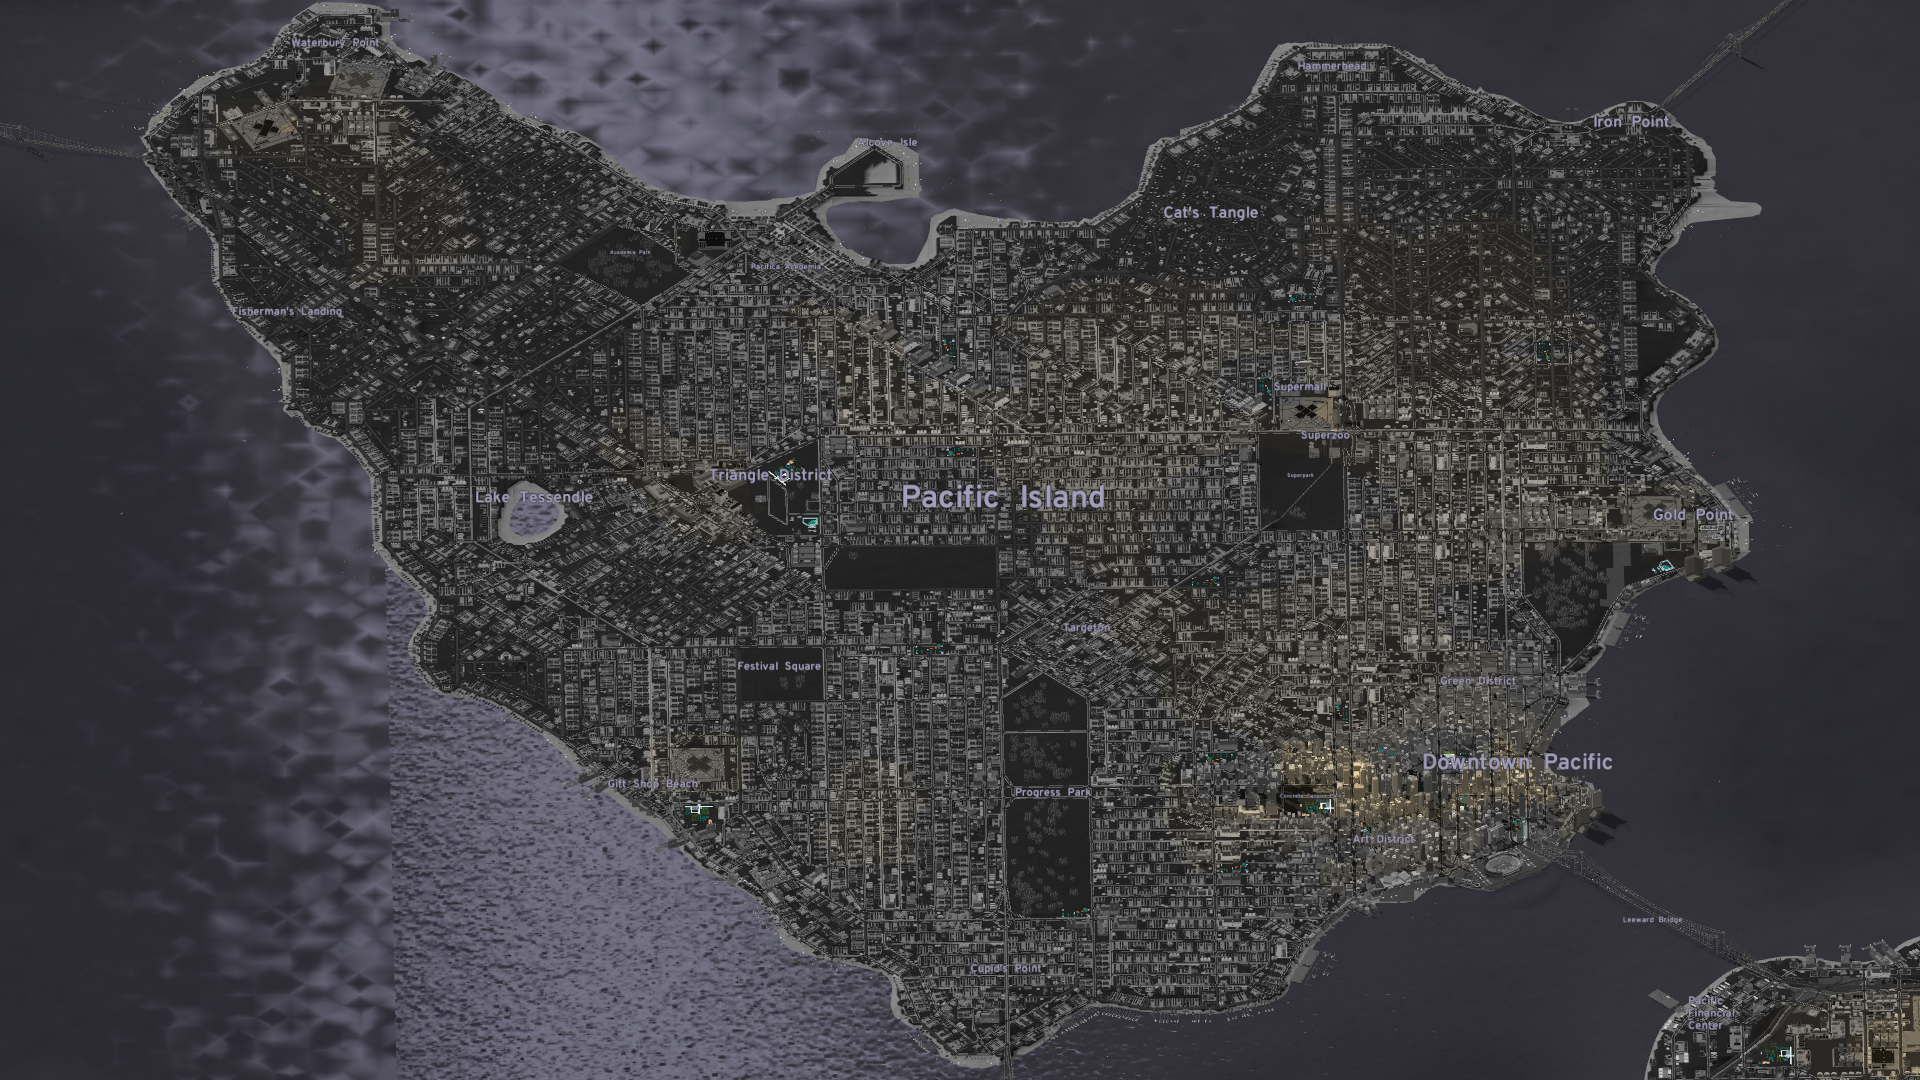 Waterbury Point
Hammerhead
Iron Point
Alcove Isle
Cat's Tangle
Academia Park
Pacifica Academia
Fisherman's Landing
Supermall
Superzoo
Triangle District
Superpark
Lake Tessendle
Pacific Island
Gold Point
Targeton
Festival Square
Green District
Downtown Pacific
Gift Shop Beach
Progress Park
Art District
Leeward Bridge
Cupid's Point
Pacific
Financial
Center